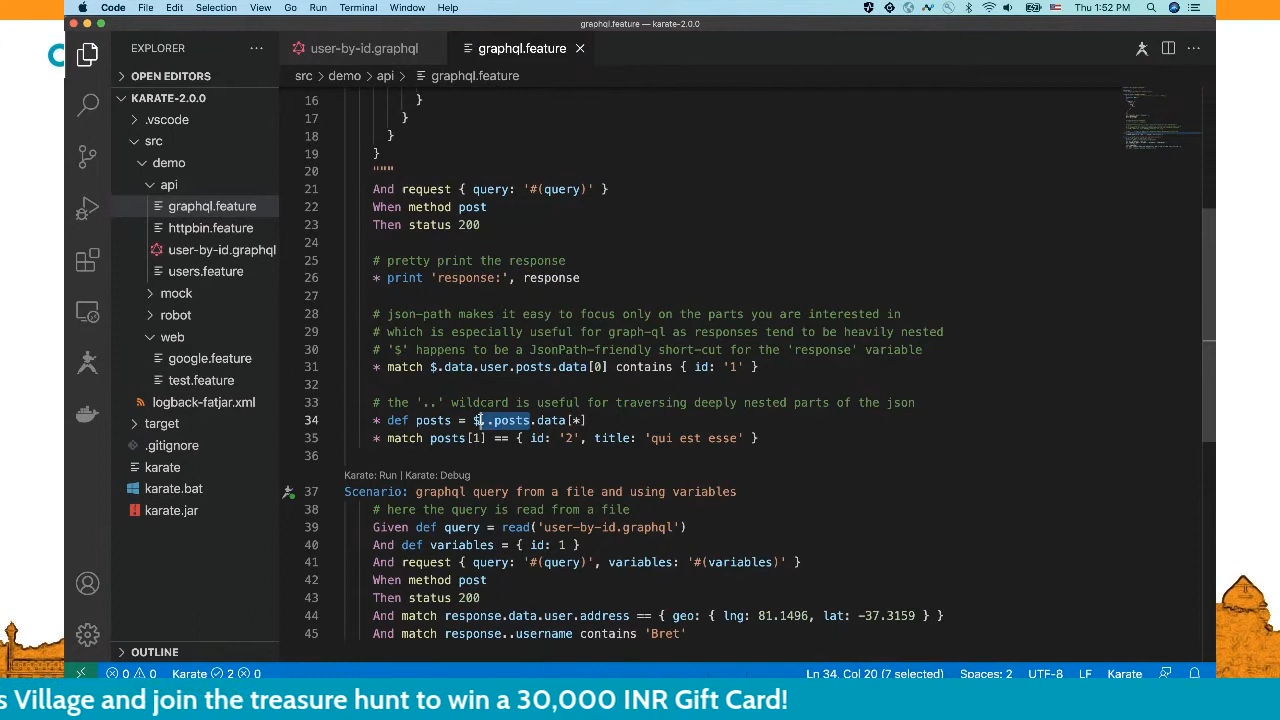 Code File Edit Selection View Go Run Terminal Window Help Thu 1:52 PM
graphql.feature — karate-2.0.0
EXPLORER
OPEN EDITORS
KARATE-2.0.0
.vscode
src
demo
api
graphql.feature
httpbin.feature
user-by-id.graphql
users.feature
mock
robot
web
google.feature
test.feature
logback-fatjar.xml
target
.gitignore
karate
karate.bat
karate.jar
OUTLINE
user-by-id.graphql graphql.feature
src > demo > api > graphql.feature
16 }
17 }
18 }
19 }
20 """
21 And request { query: '#(query)' }
22 When method post
23 Then status 200
24
25 # pretty print the response
26 * print 'response:', response
27
28 # json-path makes it easy to focus only on the parts you are interested in
29 # which is especially useful for graph-ql as responses tend to be heavily nested
30 # '$' happens to be a JsonPath-friendly short-cut for the 'response' variable
31 * match $.data.user.posts.data[0] contains { id: '1' }
32
33 # the '..' wildcard is useful for traversing deeply nested parts of the json
34 * def posts = $..posts.data[*]
35 * match posts[1] == { id: '2', title: 'qui est esse' }
36
Karate: Run | Karate: Debug
37 Scenario: graphql query from a file and using variables
38 # here the query is read from a file
39 Given def query = read('user-by-id.graphql')
40 And def variables = { id: 1 }
41 And request { query: '#(query)', variables: '#(variables)' }
42 When method post
43 Then status 200
44 And match response.data.user.address == { geo: { lng: 81.1496, lat: -37.3159 } }
45 And match response..username contains 'Bret'
0 0 Karate 2 0 Ln 34, Col 20 (7 selected) Spaces: 2 UTF-8 LF Karate
s Village and join the treasure hunt to win a 30,000 INR Gift Card!